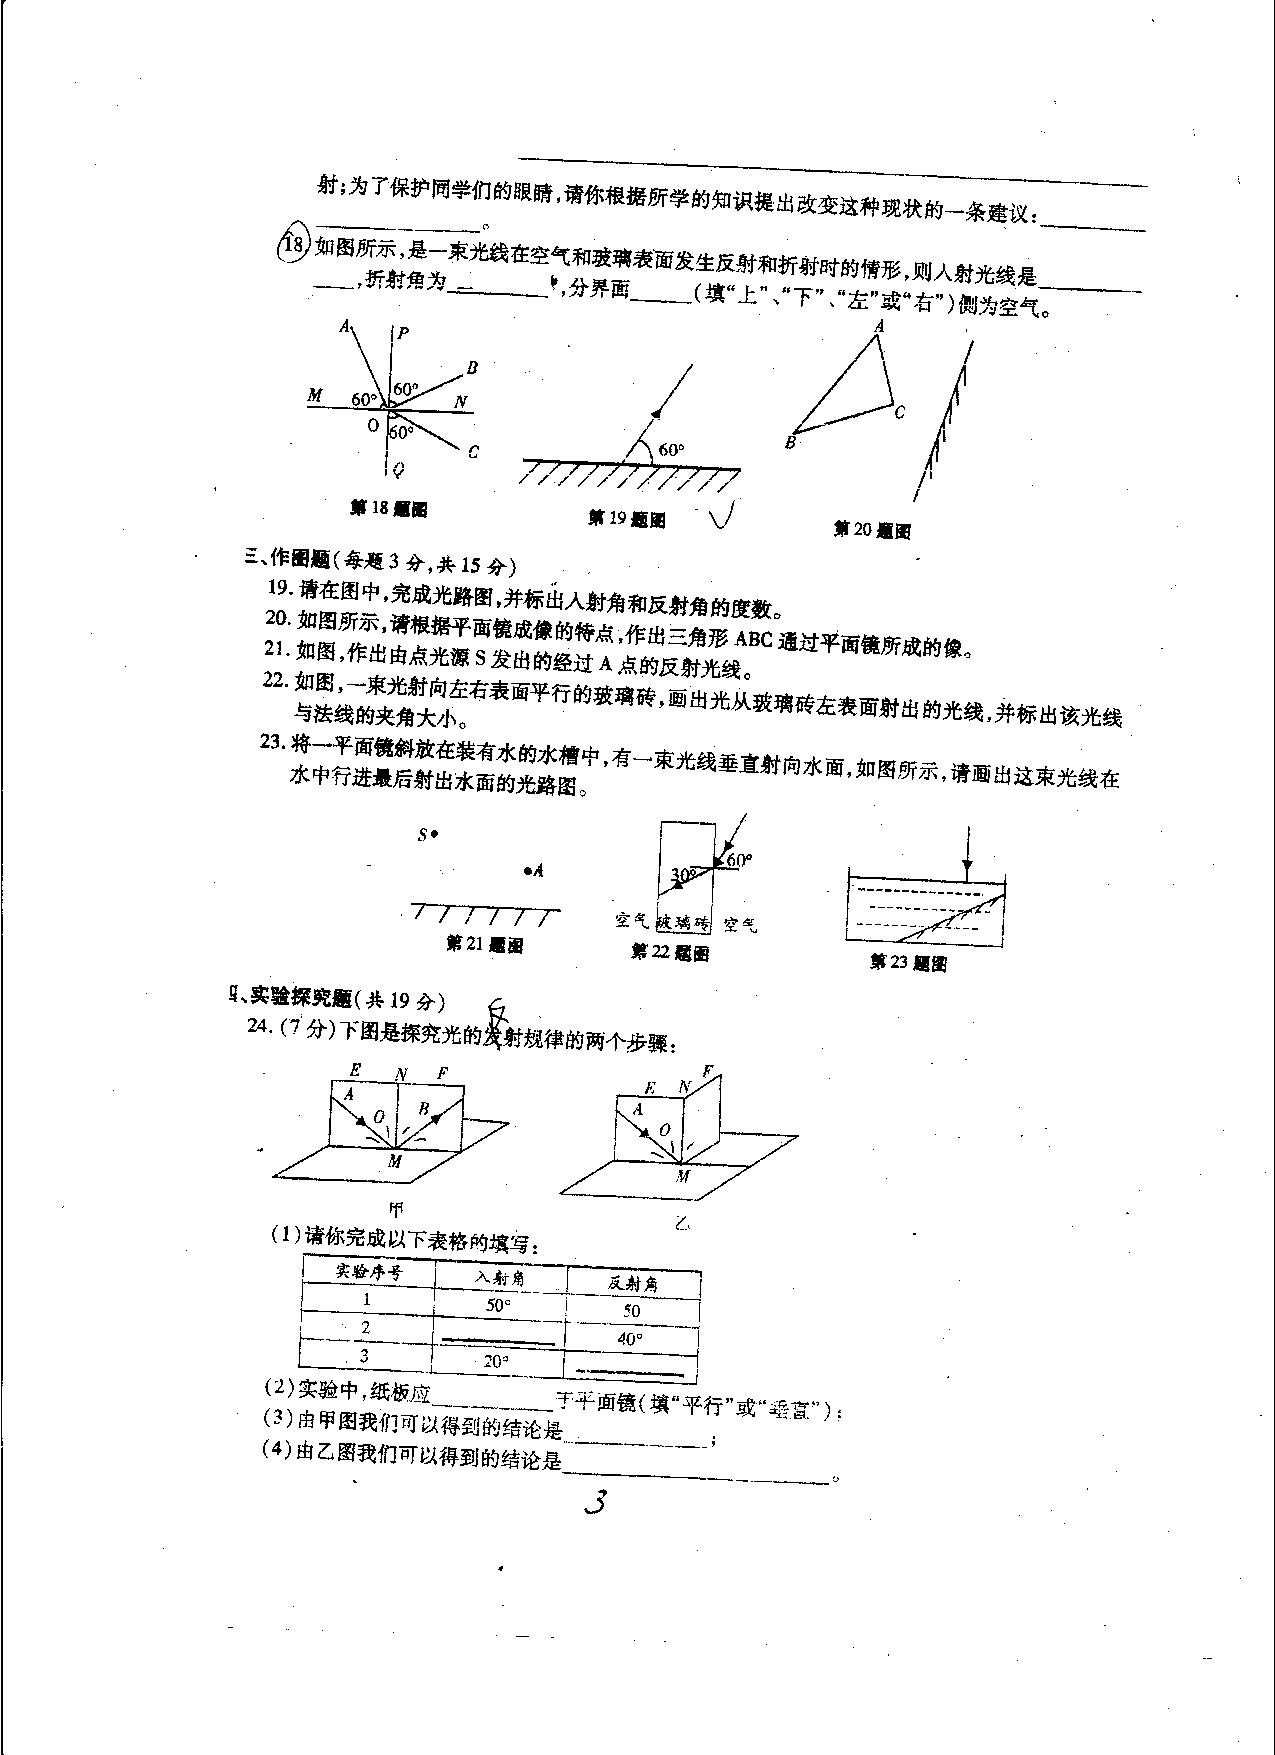 射;为了保护同学们的眼睛,请你根据所学的知识提出改变这种现状的一条建议:
。
18.如图所示,是一束光线在空气和玻璃表面发生反射和折射时的情形,则入射光线是
,折射角为 ,分界面 (填“上”、“下”、“左”或“右”)侧为空气。
A P B M 60° 60° N O 60° C Q
60°
A B C
第18题图 第19题图 第20题图
三、作图题(每题3分,共15分)
19.请在图中,完成光路图,并标出入射角和反射角的度数。
20.如图所示,请根据平面镜成像的特点,作出三角形ABC通过平面镜所成的像。
21.如图,作出由点光源S发出的经过A点的反射光线。
22.如图,一束光射向左右表面平行的玻璃砖,画出光从玻璃砖左表面射出的光线,并标出该光线
与法线的夹角大小。
23.将一平面镜斜放在装有水的水槽中,有一束光线垂直射向水面,如图所示,请画出这束光线在
水中行进最后射出水面的光路图。
S A
30° 60°
空气 玻璃砖 空气
第21题图 第22题图 第23题图
、实验探究题(共19分)
反
24.(7分)下图是探究光的射规律的两个步骤:
E N F A O B M
E N F A O M
甲 乙
(1)请你完成以下表格的填写:
实验序号 入射角 反射角
1 50° 50
2 40°
3 20°
(2)实验中,纸板应 于平面镜(填“平行”或“垂直”);
(3)由甲图我们可以得到的结论是 ;
(4)由乙图我们可以得到的结论是 。
3